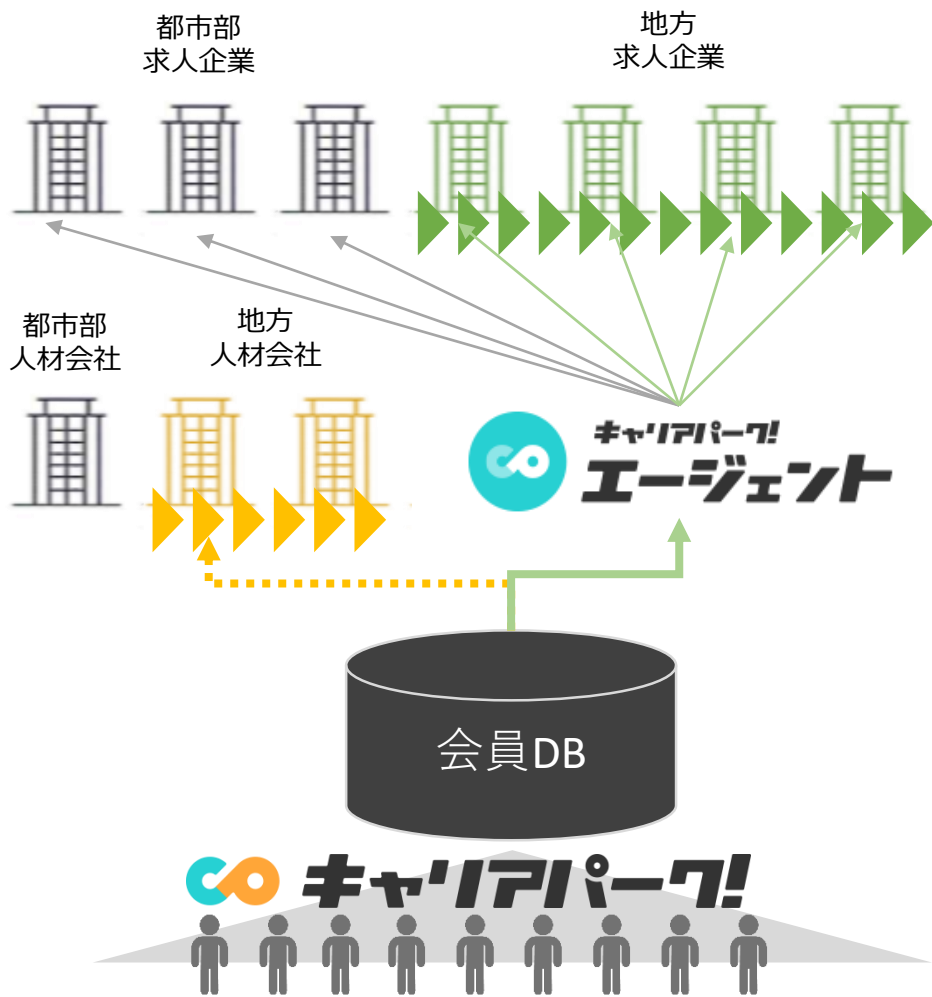 都市部
求人企業
地方
求人企業
都市部
人材会社
地方
人材会社
キャリアパーク!
エージェント
会員DB
キャリアパーク!